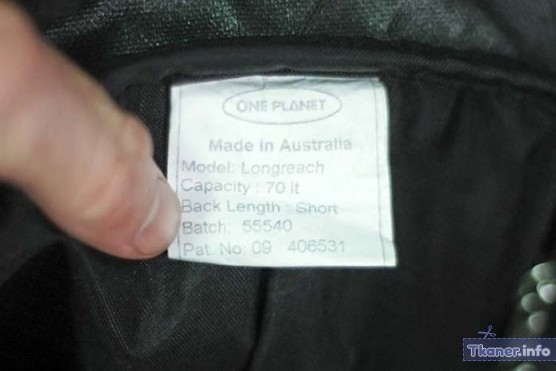 ONE PLANET
Made in Australia
Model: Longreach
Capacity : 70 lt
Back Length : Short
Batch: 55540
Pat. No. 09 406531
Tkaner.info